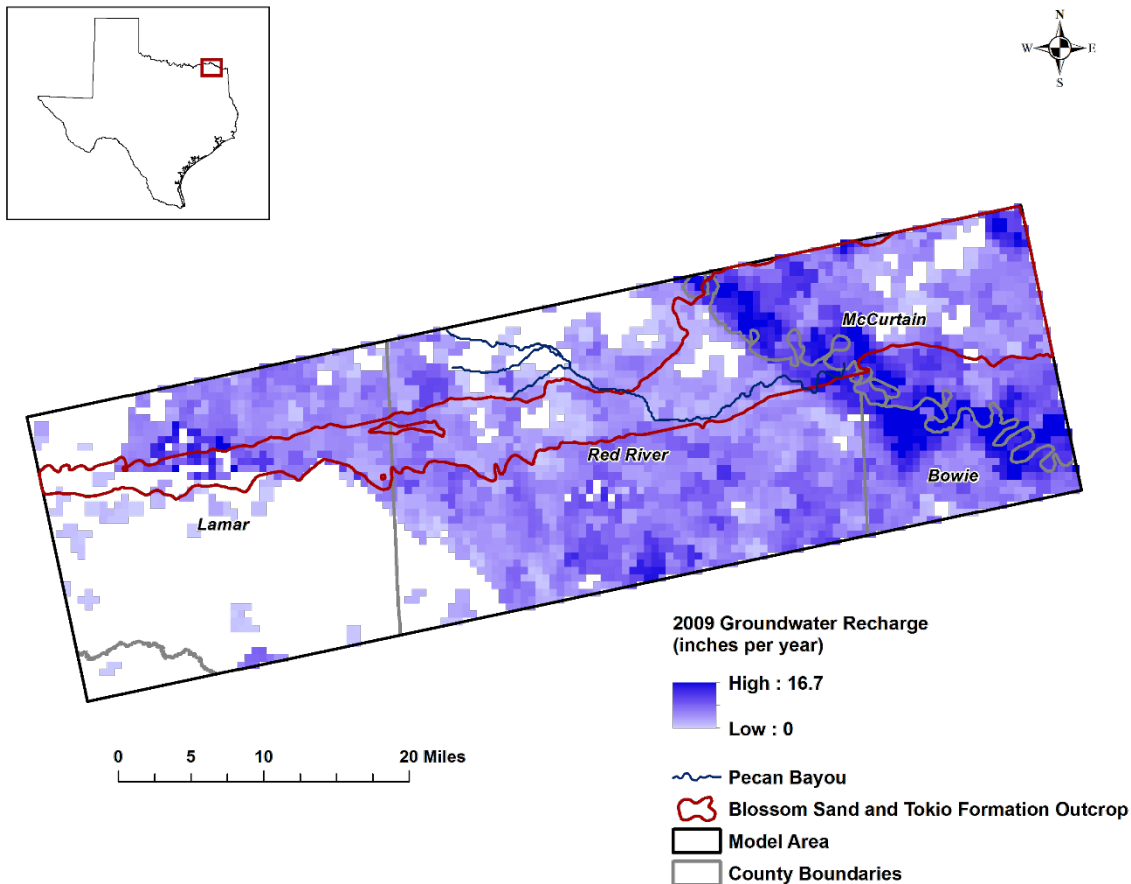 N
W E
S
McCurtain
Red River
Bowie
Lamar
2009 Groundwater Recharge
(inches per year)
High : 16.7
Low : 0
0 5 10 20 Miles
Pecan Bayou
Blossom Sand and Tokio Formation Outcrop
Model Area
County Boundaries